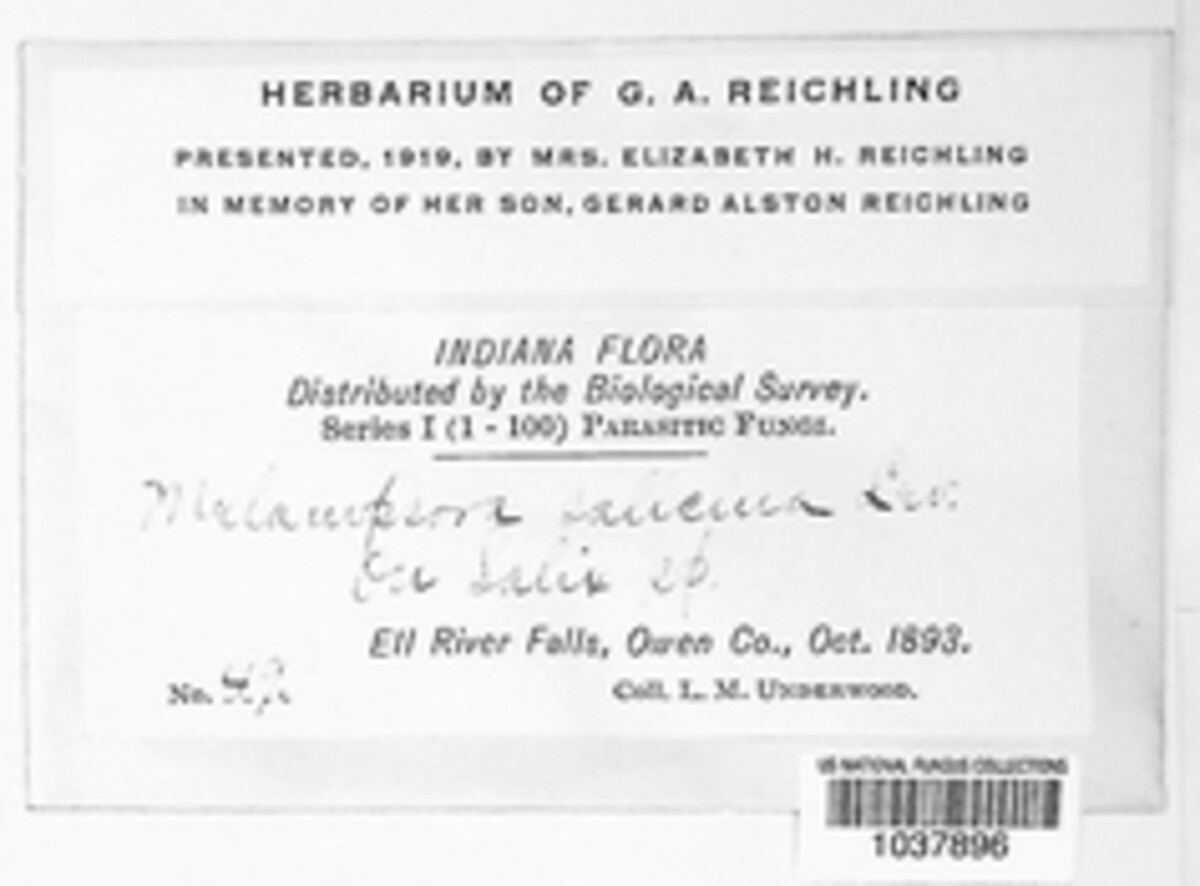 HERBARIUM OF G. A. REICHLING
PRESENTED, 1919, BY MRS. ELIZABETH H. REICHLING
IN MEMORY OF HER SON, GERARD ALSTON REICHLING
INDIANA FLORA
Distributed by the Biological Survey.
Series I (1 - 100) PARASITIC FUNGI.
Melampsora salicina Lev.
On Salix sp.
Ell River Falls, Owen Co., Oct. 1893.
No.
Coll. L. M. UNDERWOOD.
US NATIONAL FUNGUS COLLECTIONS
1037896